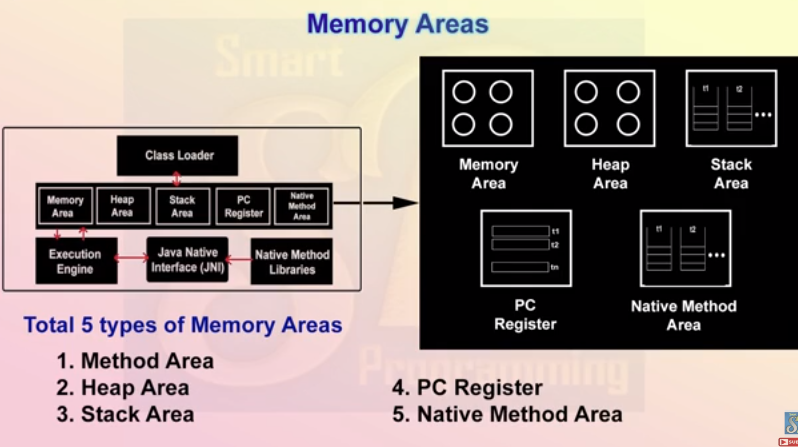 Memory Areas
Smart
Class Loader
Memory Area
Heap Area
Stack Area
PC Register
Native Method Area
Execution Engine
Java Native Interface (JNI)
Native Method Libraries
t1 t2
...
Memory Area
Heap Area
Stack Area
t1
t2
tn
t1 t2
...
PC Register
Native Method Area
Total 5 types of Memory Areas
1. Method Area
2. Heap Area
3. Stack Area
4. PC Register
5. Native Method Area
Programming